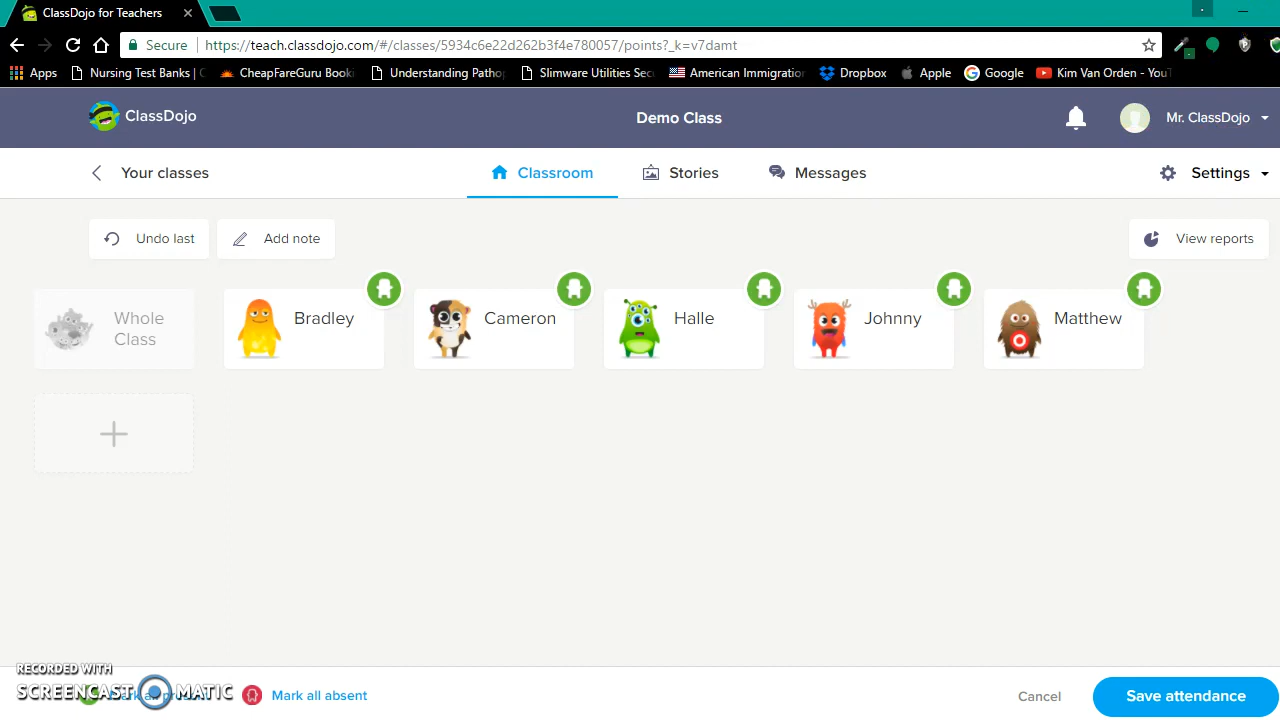 ClassDojo for Teachers
Secure https://teach.classdojo.com/#/classes/5934c6e22d262b3f4e780057/points?_k=v7damt
Apps Nursing Test Banks | CheapFareGuru Book Understanding Pathop Slimware Utilities Sec American Immigration Dropbox Apple Google Kim Van Orden - You
ClassDojo Demo Class Mr. ClassDojo
Your classes Classroom Stories Messages Settings
Undo last Add note View reports
Whole Class Bradley Cameron Halle Johnny Matthew
RECORDED WITH
SCREENCAST MATIC Mark all absent Cancel Save attendance